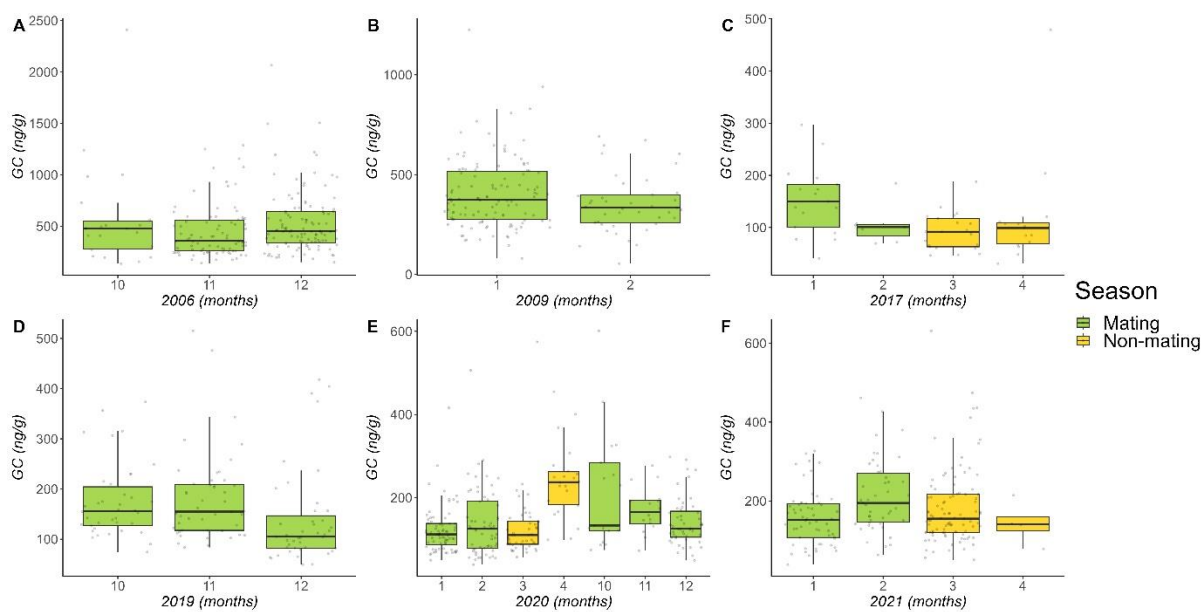 A
GC (ng/g)
2500
2000
1500
1000
500
10 11 12
2006 (months)
B
GC (ng/g)
1000
500
0
1 2
2009 (months)
C
GC (ng/g)
500
400
300
200
100
1 2 3 4
2017 (months)
Season
Mating
Non-mating
D
GC (ng/g)
500
400
300
200
100
10 11 12
2019 (months)
E
GC (ng/g)
600
400
200
1 2 3 4 10 11 12
2020 (months)
F
GC (ng/g)
600
400
200
1 2 3 4
2021 (months)